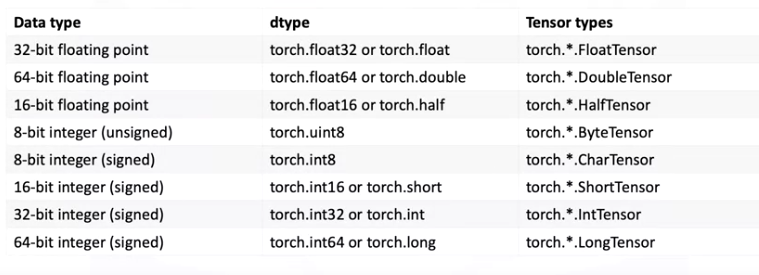 Data type dtype Tensor types
32-bit floating point torch.float32 or torch.float torch.*.FloatTensor
64-bit floating point torch.float64 or torch.double torch.*.DoubleTensor
16-bit floating point torch.float16 or torch.half torch.*.HalfTensor
8-bit integer (unsigned) torch.uint8 torch.*.ByteTensor
8-bit integer (signed) torch.int8 torch.*.CharTensor
16-bit integer (signed) torch.int16 or torch.short torch.*.ShortTensor
32-bit integer (signed) torch.int32 or torch.int torch.*.IntTensor
64-bit integer (signed) torch.int64 or torch.long torch.*.LongTensor